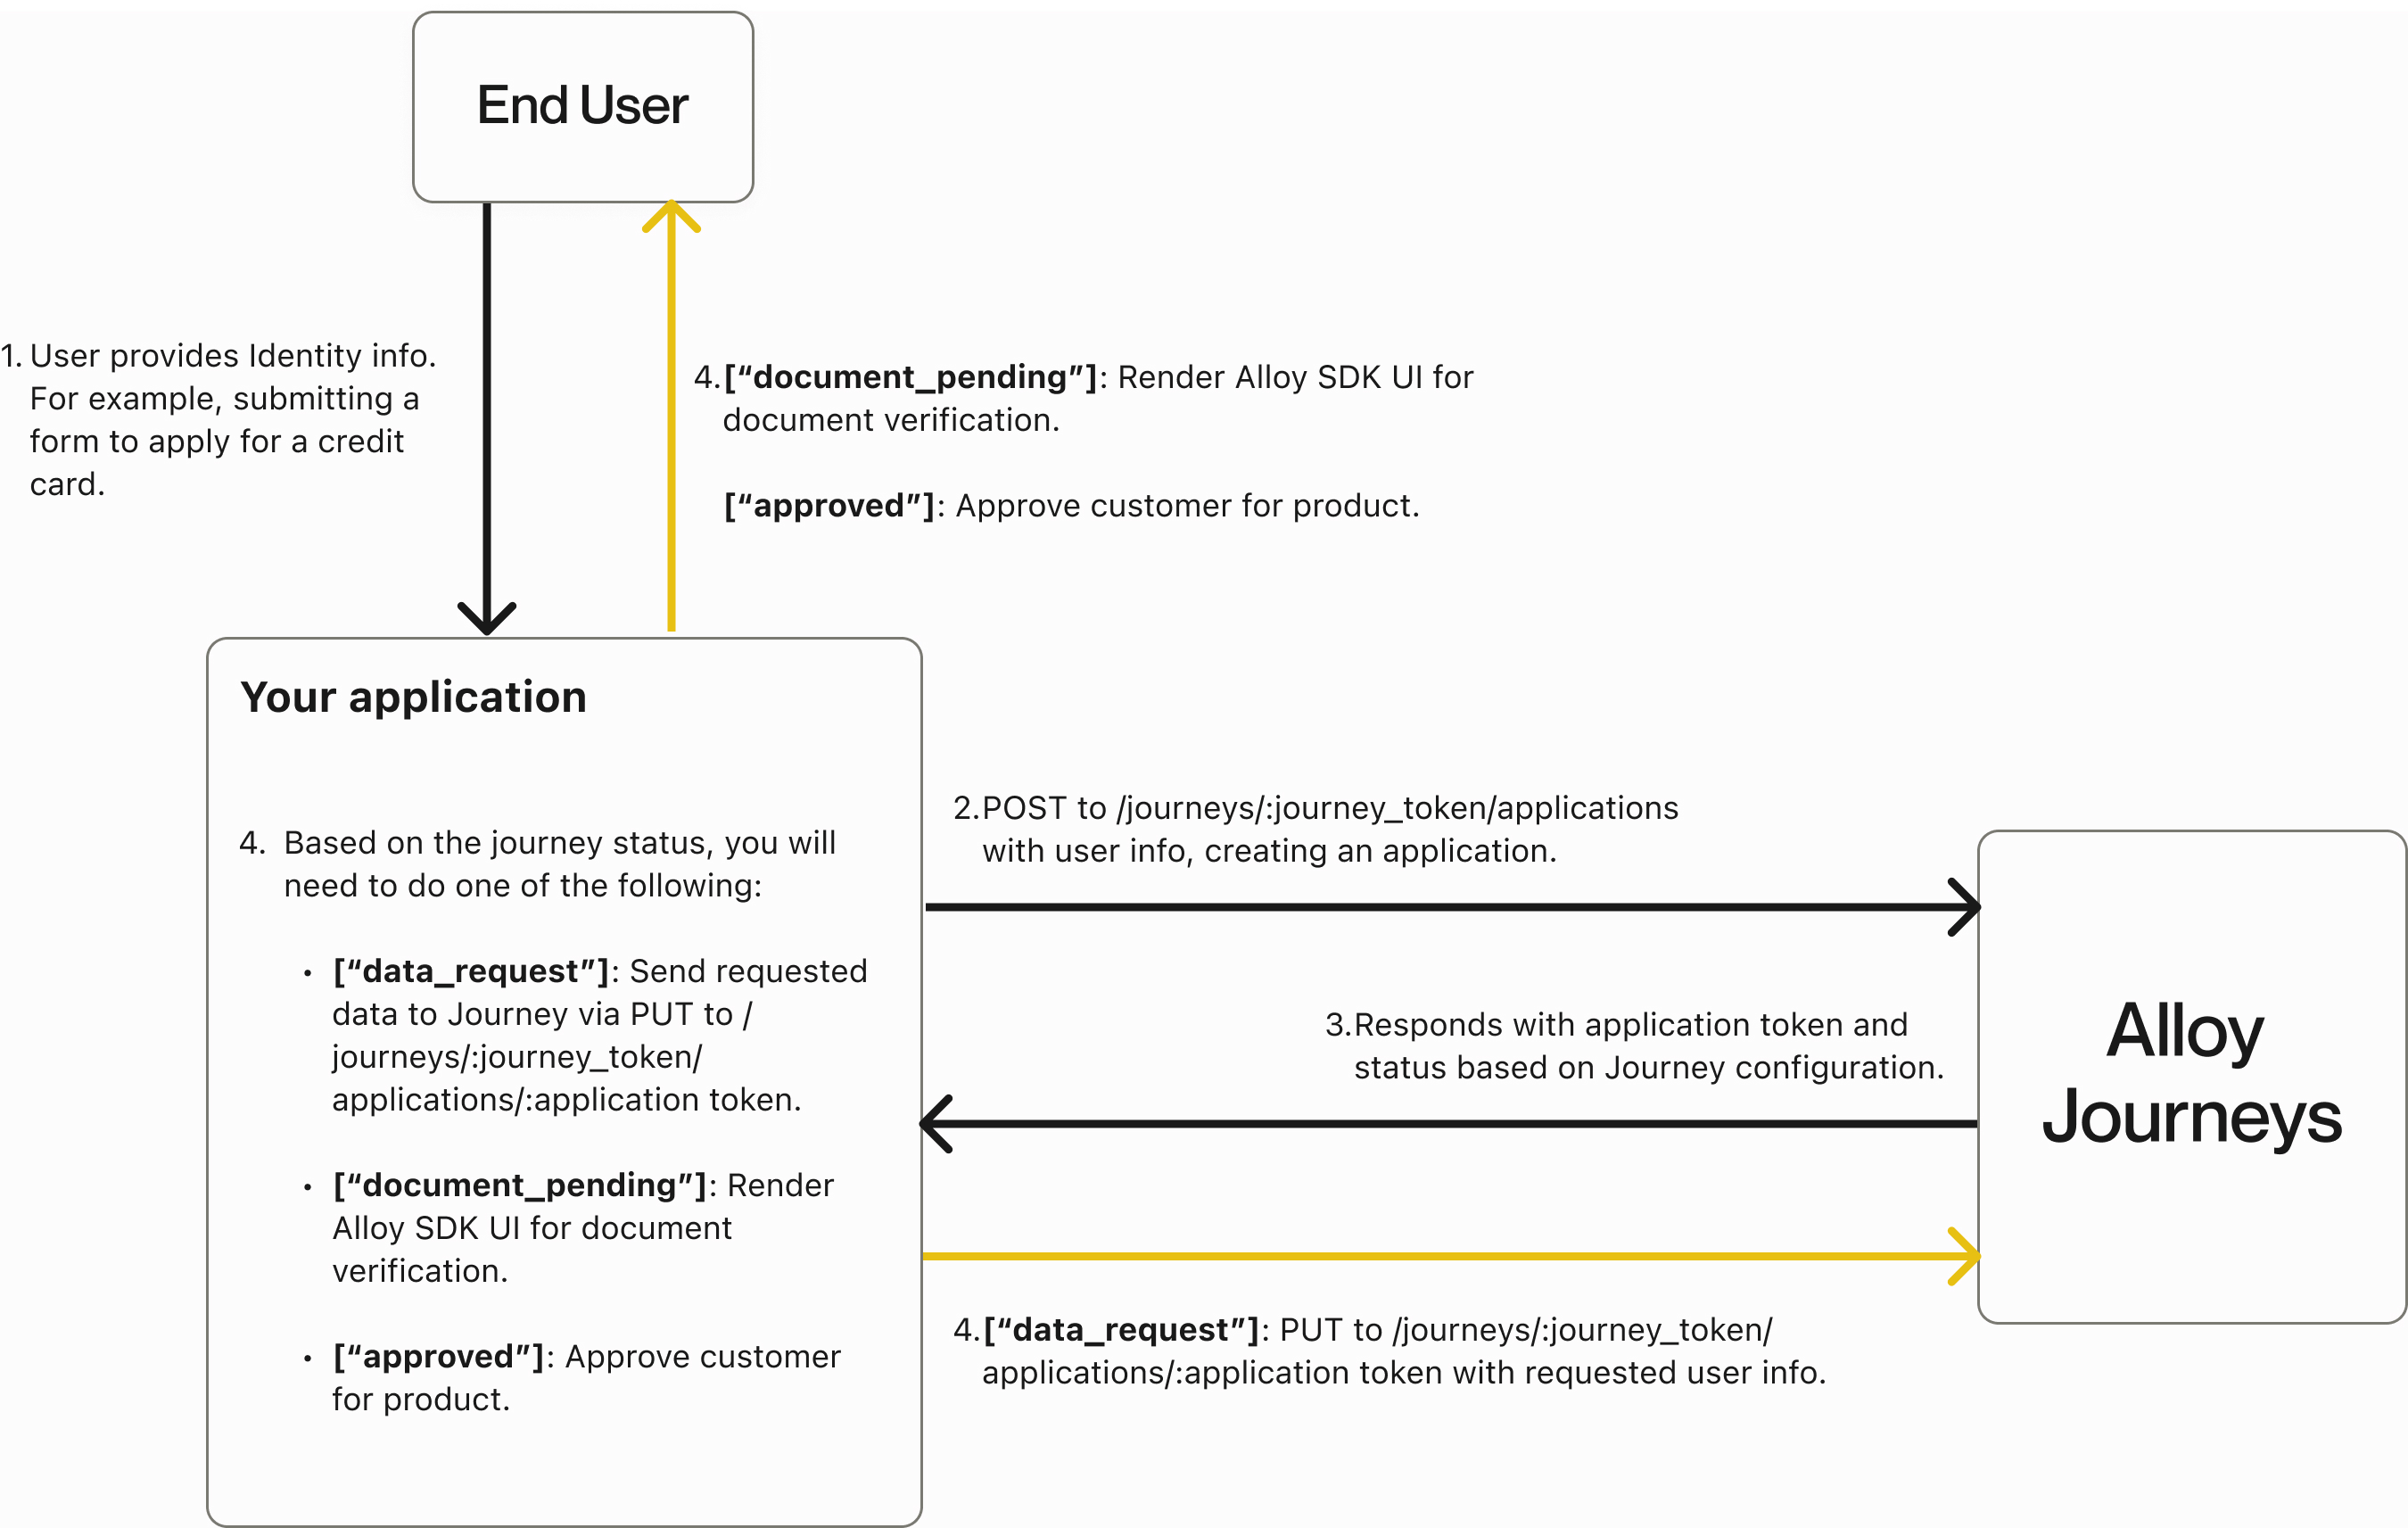 End User
1. User provides Identity info.
For example, submitting a
form to apply for a credit
card.
4. [“document_pending”]: Render Alloy SDK UI for
document verification.
[“approved”]: Approve customer for product.
Your application
4. Based on the journey status, you will
need to do one of the following:
• [“data_request”]: Send requested
data to Journey via PUT to /
journeys/:journey_token/
applications/:application token.
• [“document_pending”]: Render
Alloy SDK UI for document
verification.
• [“approved”]: Approve customer
for product.
2. POST to /journeys/:journey_token/applications
with user info, creating an application.
3. Responds with application token and
status based on Journey configuration.
4. [“data_request”]: PUT to /journeys/:journey_token/
applications/:application token with requested user info.
Alloy
Journeys